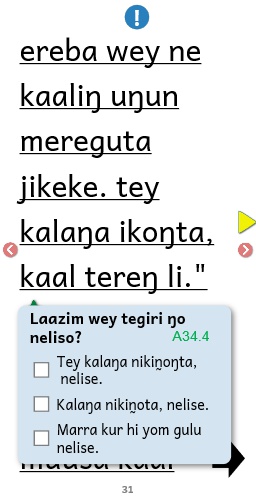 !
ereba wey ne
kaaliŋ uŋun
mereguta
jikeke. tey
kalaŋa ikoŋta,
kaal tereŋ li."
Laazim wey tegiri ŋo
neliso?
A34.4
Tey kalaŋa nikiŋoŋta,
nelise.
Kalaŋa nikiŋota, nelise.
Marra kur hi yom gulu
nelise.
31